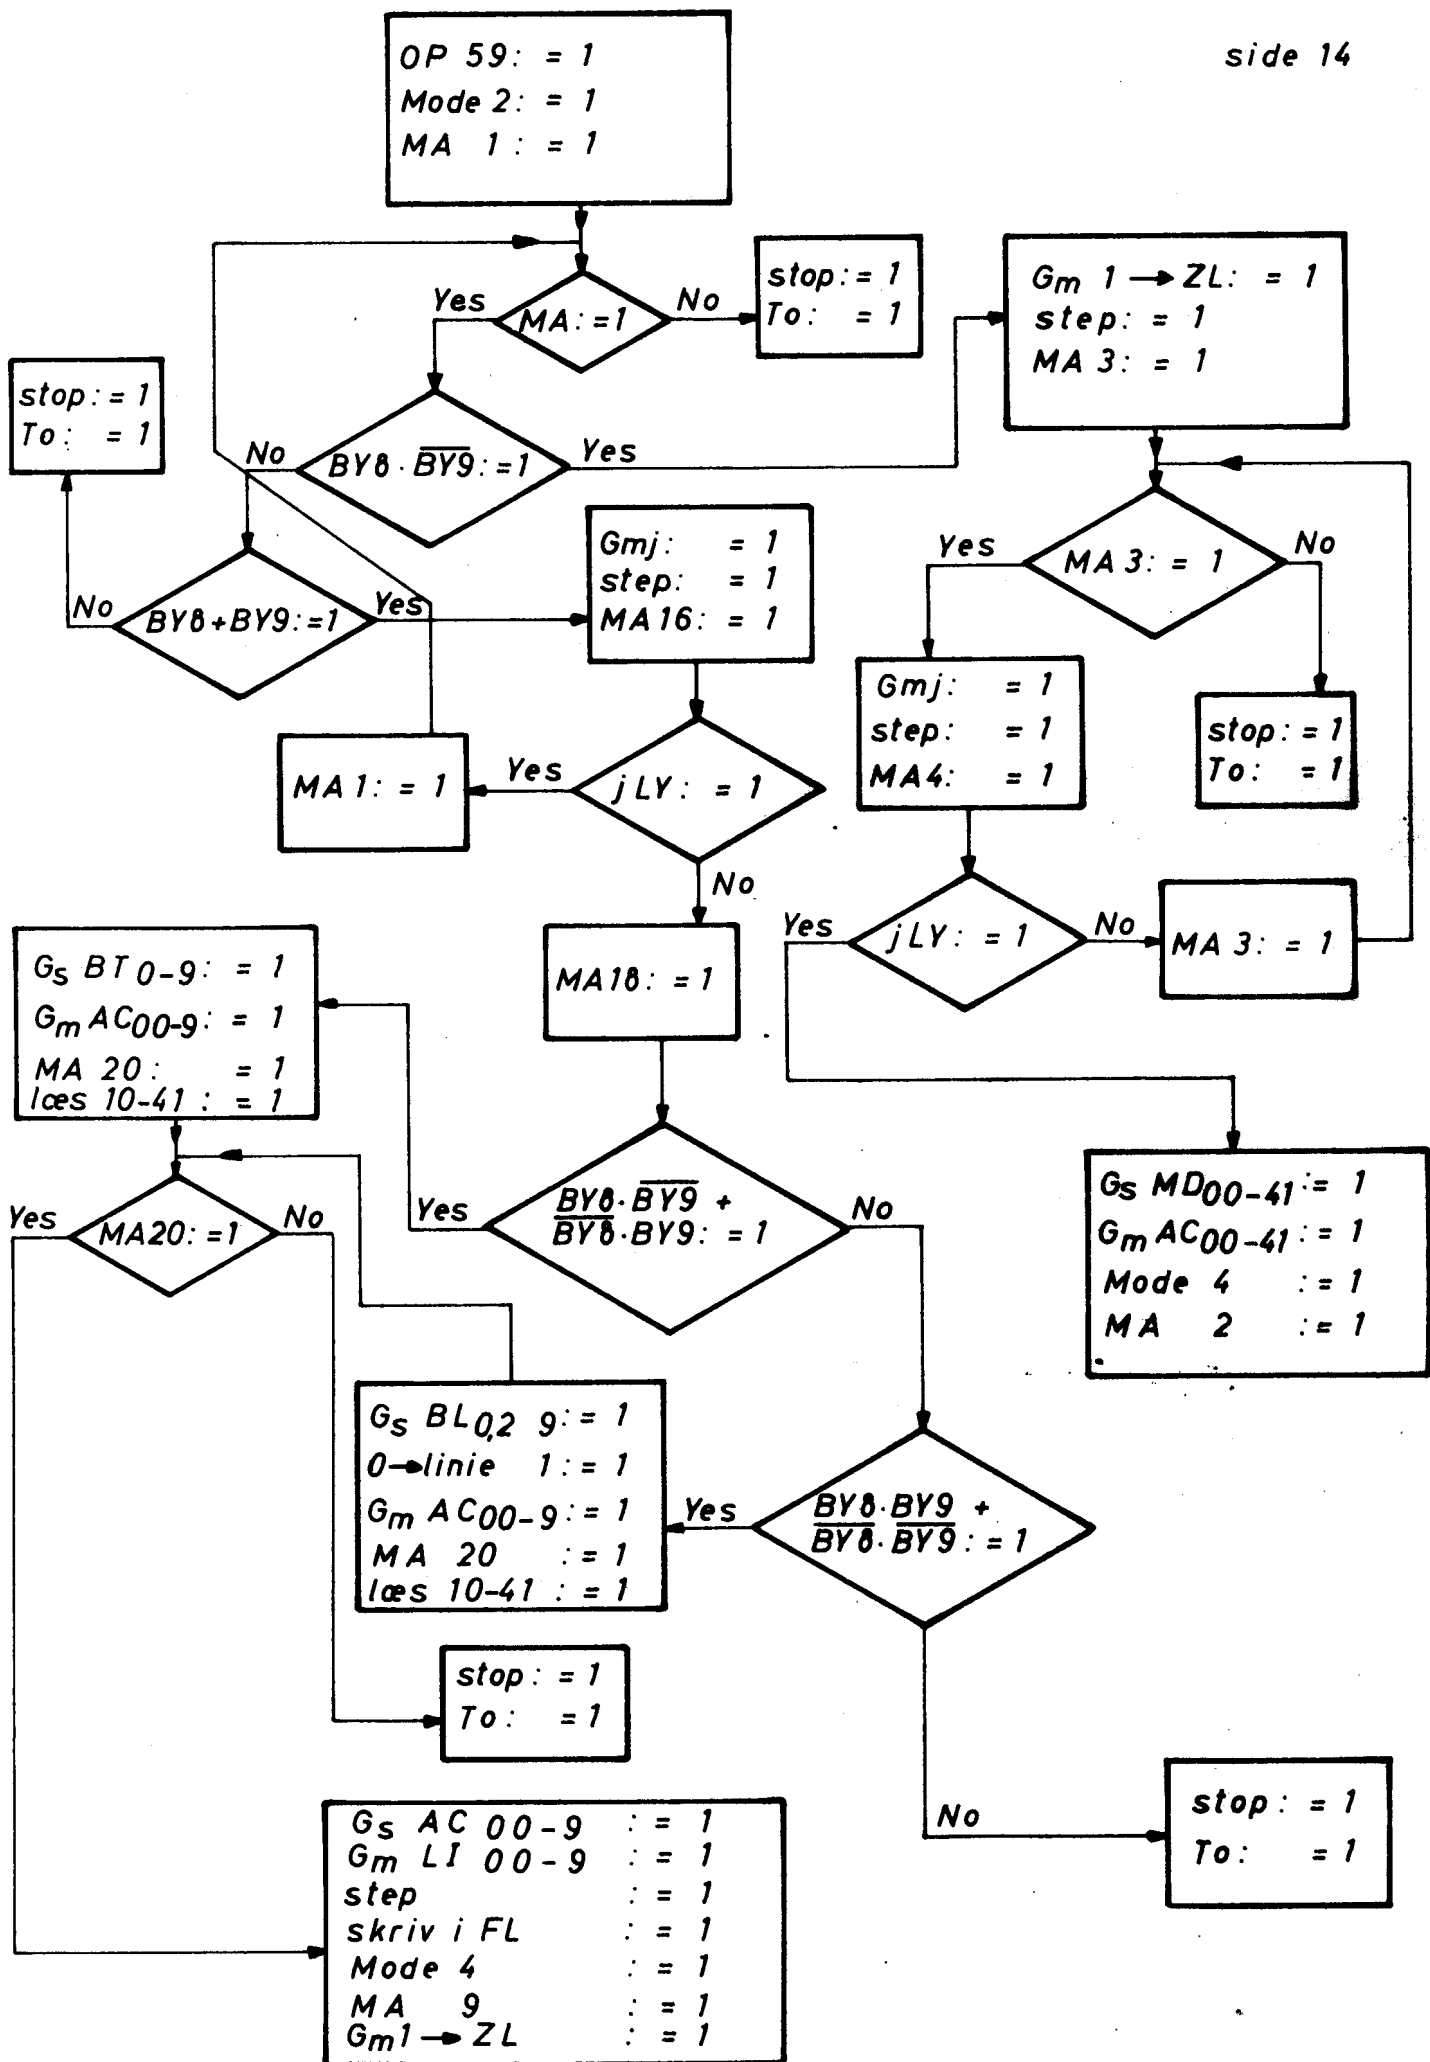 side 14
OP 59: = 1
Mode 2: = 1
MA 1: = 1
Yes
MA: =1
No
stop: = 1
To: = 1
Gm 1 → ZL: = 1
step: = 1
MA 3: = 1
stop: = 1
To: = 1
No
BY8 · B̅Y̅9̅: =1
Yes
No
BY8+BY9: =1
Yes
Gmj: = 1
step: = 1
MA16: = 1
Yes
MA 3: = 1
No
Gmj: = 1
step: = 1
MA4: = 1
stop: = 1
To: = 1
MA 1: = 1
Yes
jLY: = 1
No
Yes
jLY: = 1
No
MA 3: = 1
MA18: = 1
Gs BT 0-9: = 1
Gm AC00-9: = 1
MA 20: = 1
læs 10-41: = 1
Yes
MA20: =1
No
Yes
BY8·B̅Y̅9̅ +
B̅Y̅8̅·BY9: = 1
No
Gs MD00-41: = 1
Gm AC00-41: = 1
Mode 4 : = 1
MA 2 : = 1
Gs BL0,2 9: = 1
0→linie 1: = 1
Gm AC00-9: = 1
MA 20 : = 1
læs 10-41: = 1
Yes
BY8·BY9 +
B̅Y̅8̅·B̅Y̅9̅: = 1
No
stop: = 1
To: = 1
stop: = 1
To: = 1
Gs AC 00-9 : = 1
Gm LI 00-9 : = 1
step : = 1
skriv i FL : = 1
Mode 4 : = 1
MA 9 : = 1
Gm1 → ZL : = 1